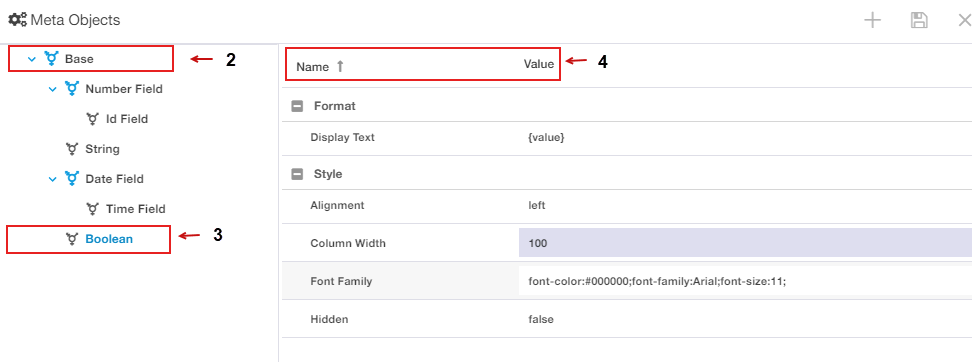 Meta Objects
Base
2
Number Field
Id Field
String
Date Field
Time Field
Boolean
3
Name ↑ Value
4
Format
Display Text {value}
Style
Alignment left
Column Width 100
Font Family font-color:#000000;font-family:Arial;font-size:11;
Hidden false